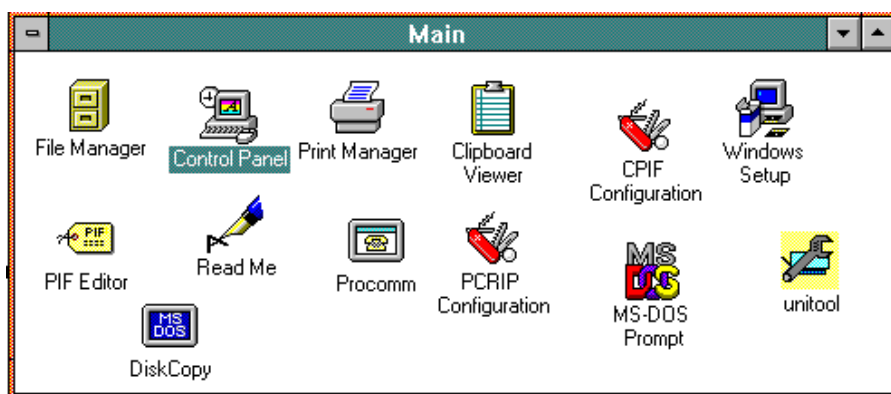 Main
File Manager
Control Panel
Print Manager
Clipboard
Viewer
CPIF
Configuration
Windows
Setup
PIF
PIF Editor
Read Me
Procomm
PCRIP
Configuration
MS
DOS
MS-DOS
Prompt
unitool
MS
DOS
DiskCopy